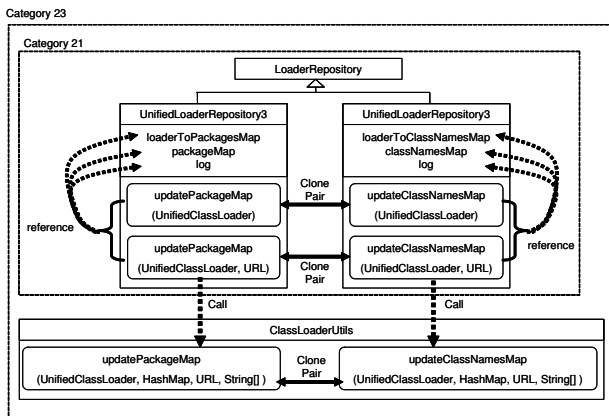 Category 23
Category 21
LoaderRepository
UnifiedLoaderRepository3 UnifiedLoaderRepository3
loaderToPackagesMap loaderToClassNamesMap
packageMap classNamesMap
log log
updatePackageMap Clone updateClassNamesMap
(UnifiedClassLoader) Pair (UnifiedClassLoader)
reference reference
updatePackageMap Clone updateClassNamesMap
(UnifiedClassLoader, URL) Pair (UnifiedClassLoader, URL)
Call Call
ClassLoaderUtils
updatePackageMap Clone updateClassNamesMap
(UnifiedClassLoader, HashMap, URL, String[] ) Pair (UnifiedClassLoader, HashMap, URL, String[] )